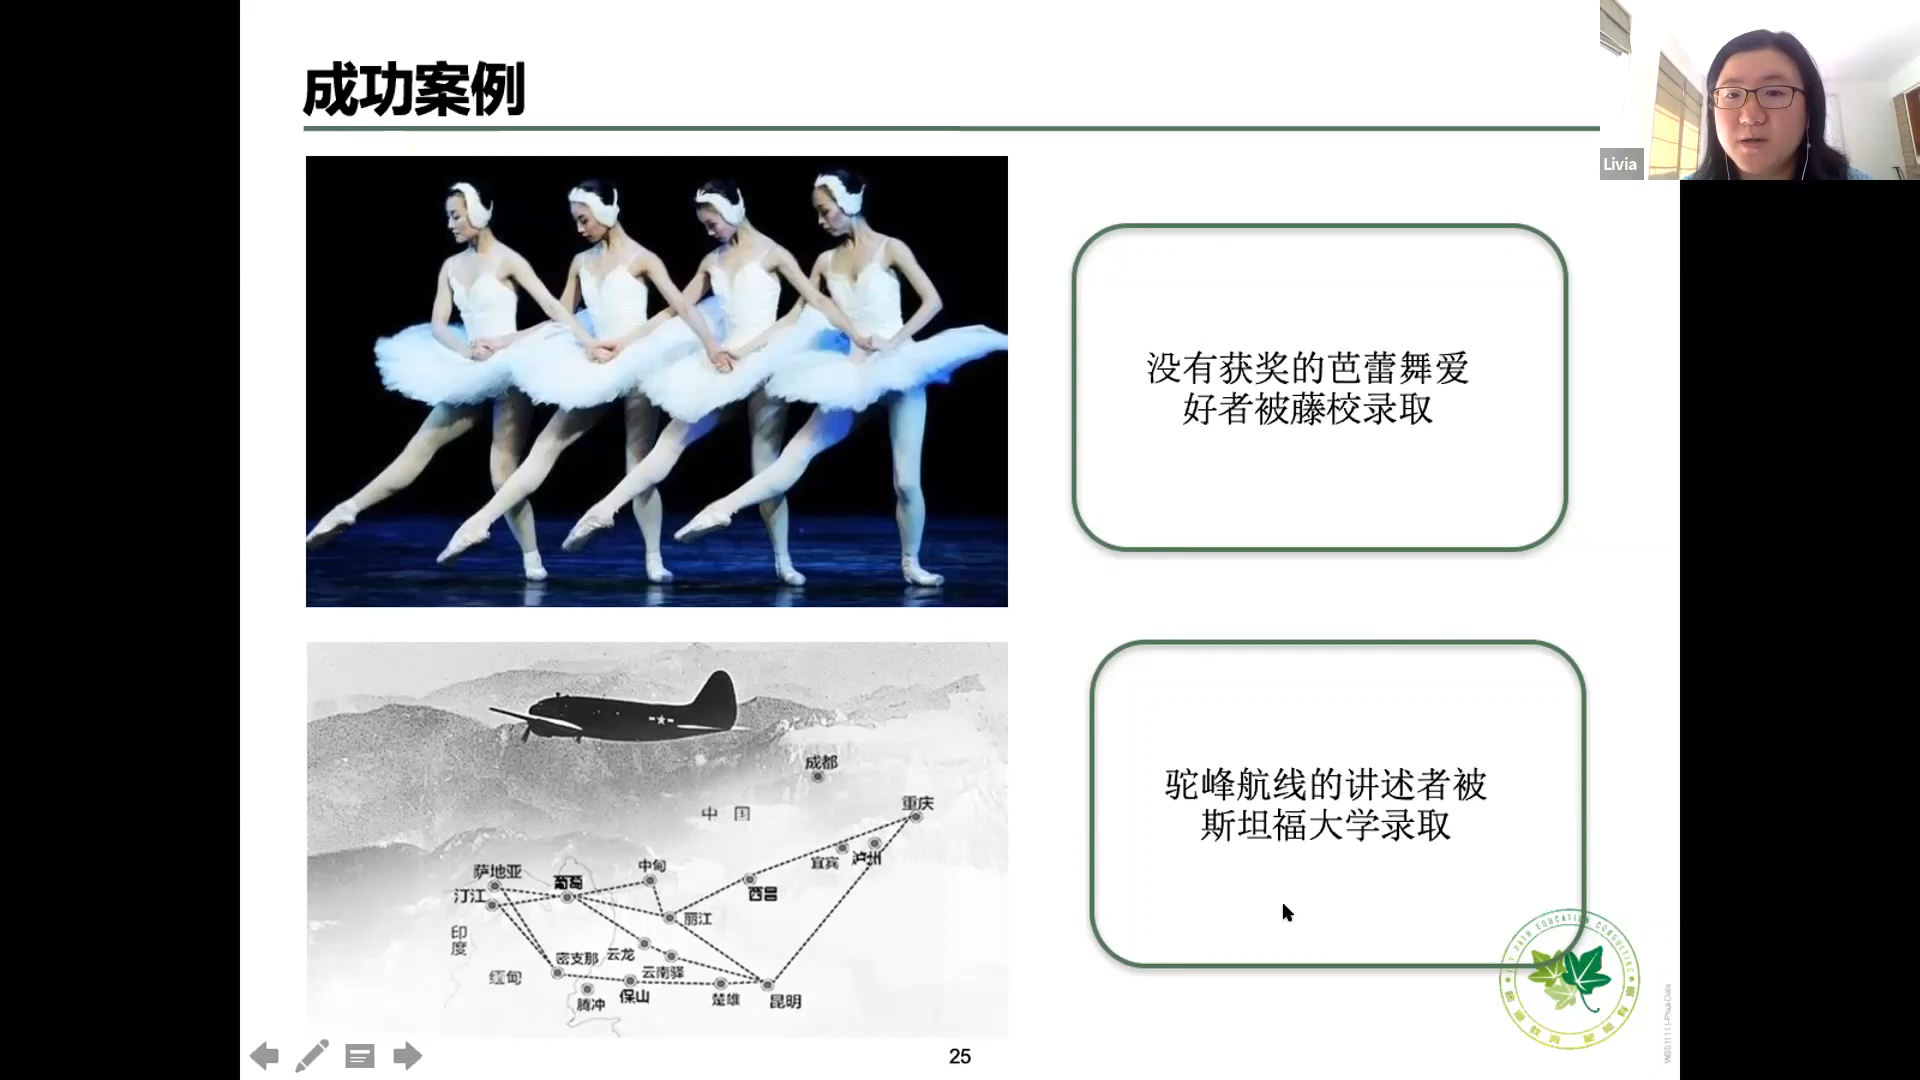 成功案例
Livia
没有获奖的芭蕾舞爱
好者被藤校录取
成都
中 国
重庆
宜宾
泸州
萨地亚
葡萄
中甸
西昌
汀江
丽江
印度
密支那
云龙
云南驿
缅甸
腾冲
保山
楚雄
昆明
驼峰航线的讲述者被
斯坦福大学录取
PATH EDUCATION CONSULTING
25